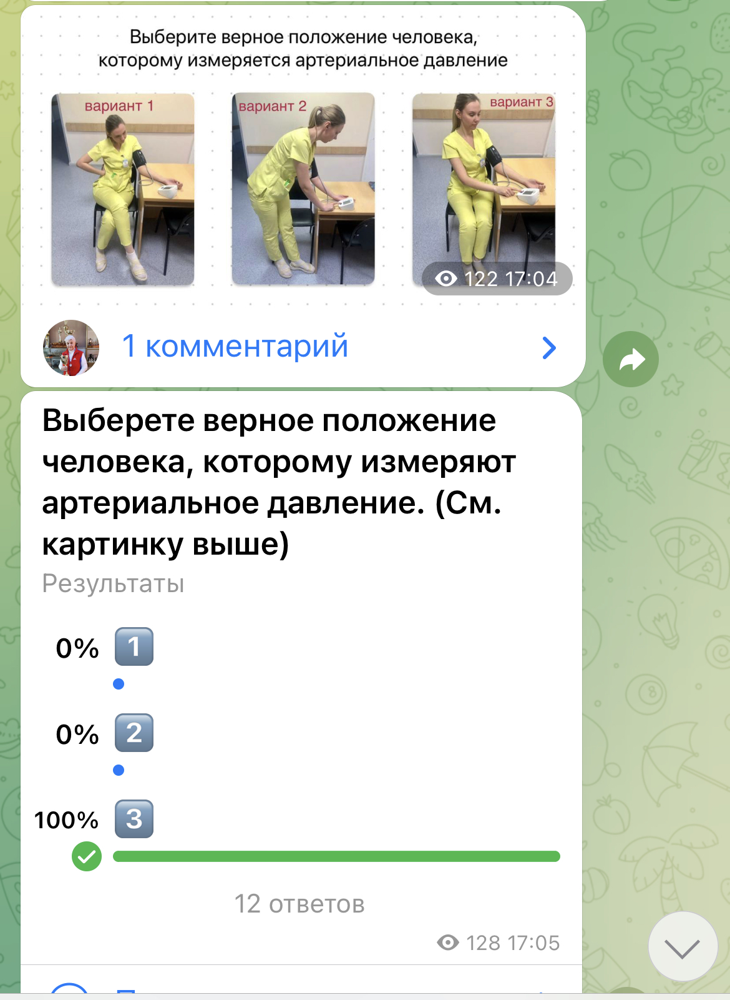 Выберите верное положение человека,
которому измеряется артериальное давление
вариант 1
вариант 2
вариант 3
122 17:04
1 комментарий
Выберете верное положение
человека, которому измеряют
артериальное давление. (См.
картинку выше)
Результаты
0% 1
0% 2
100% 3
12 ответов
128 17:05